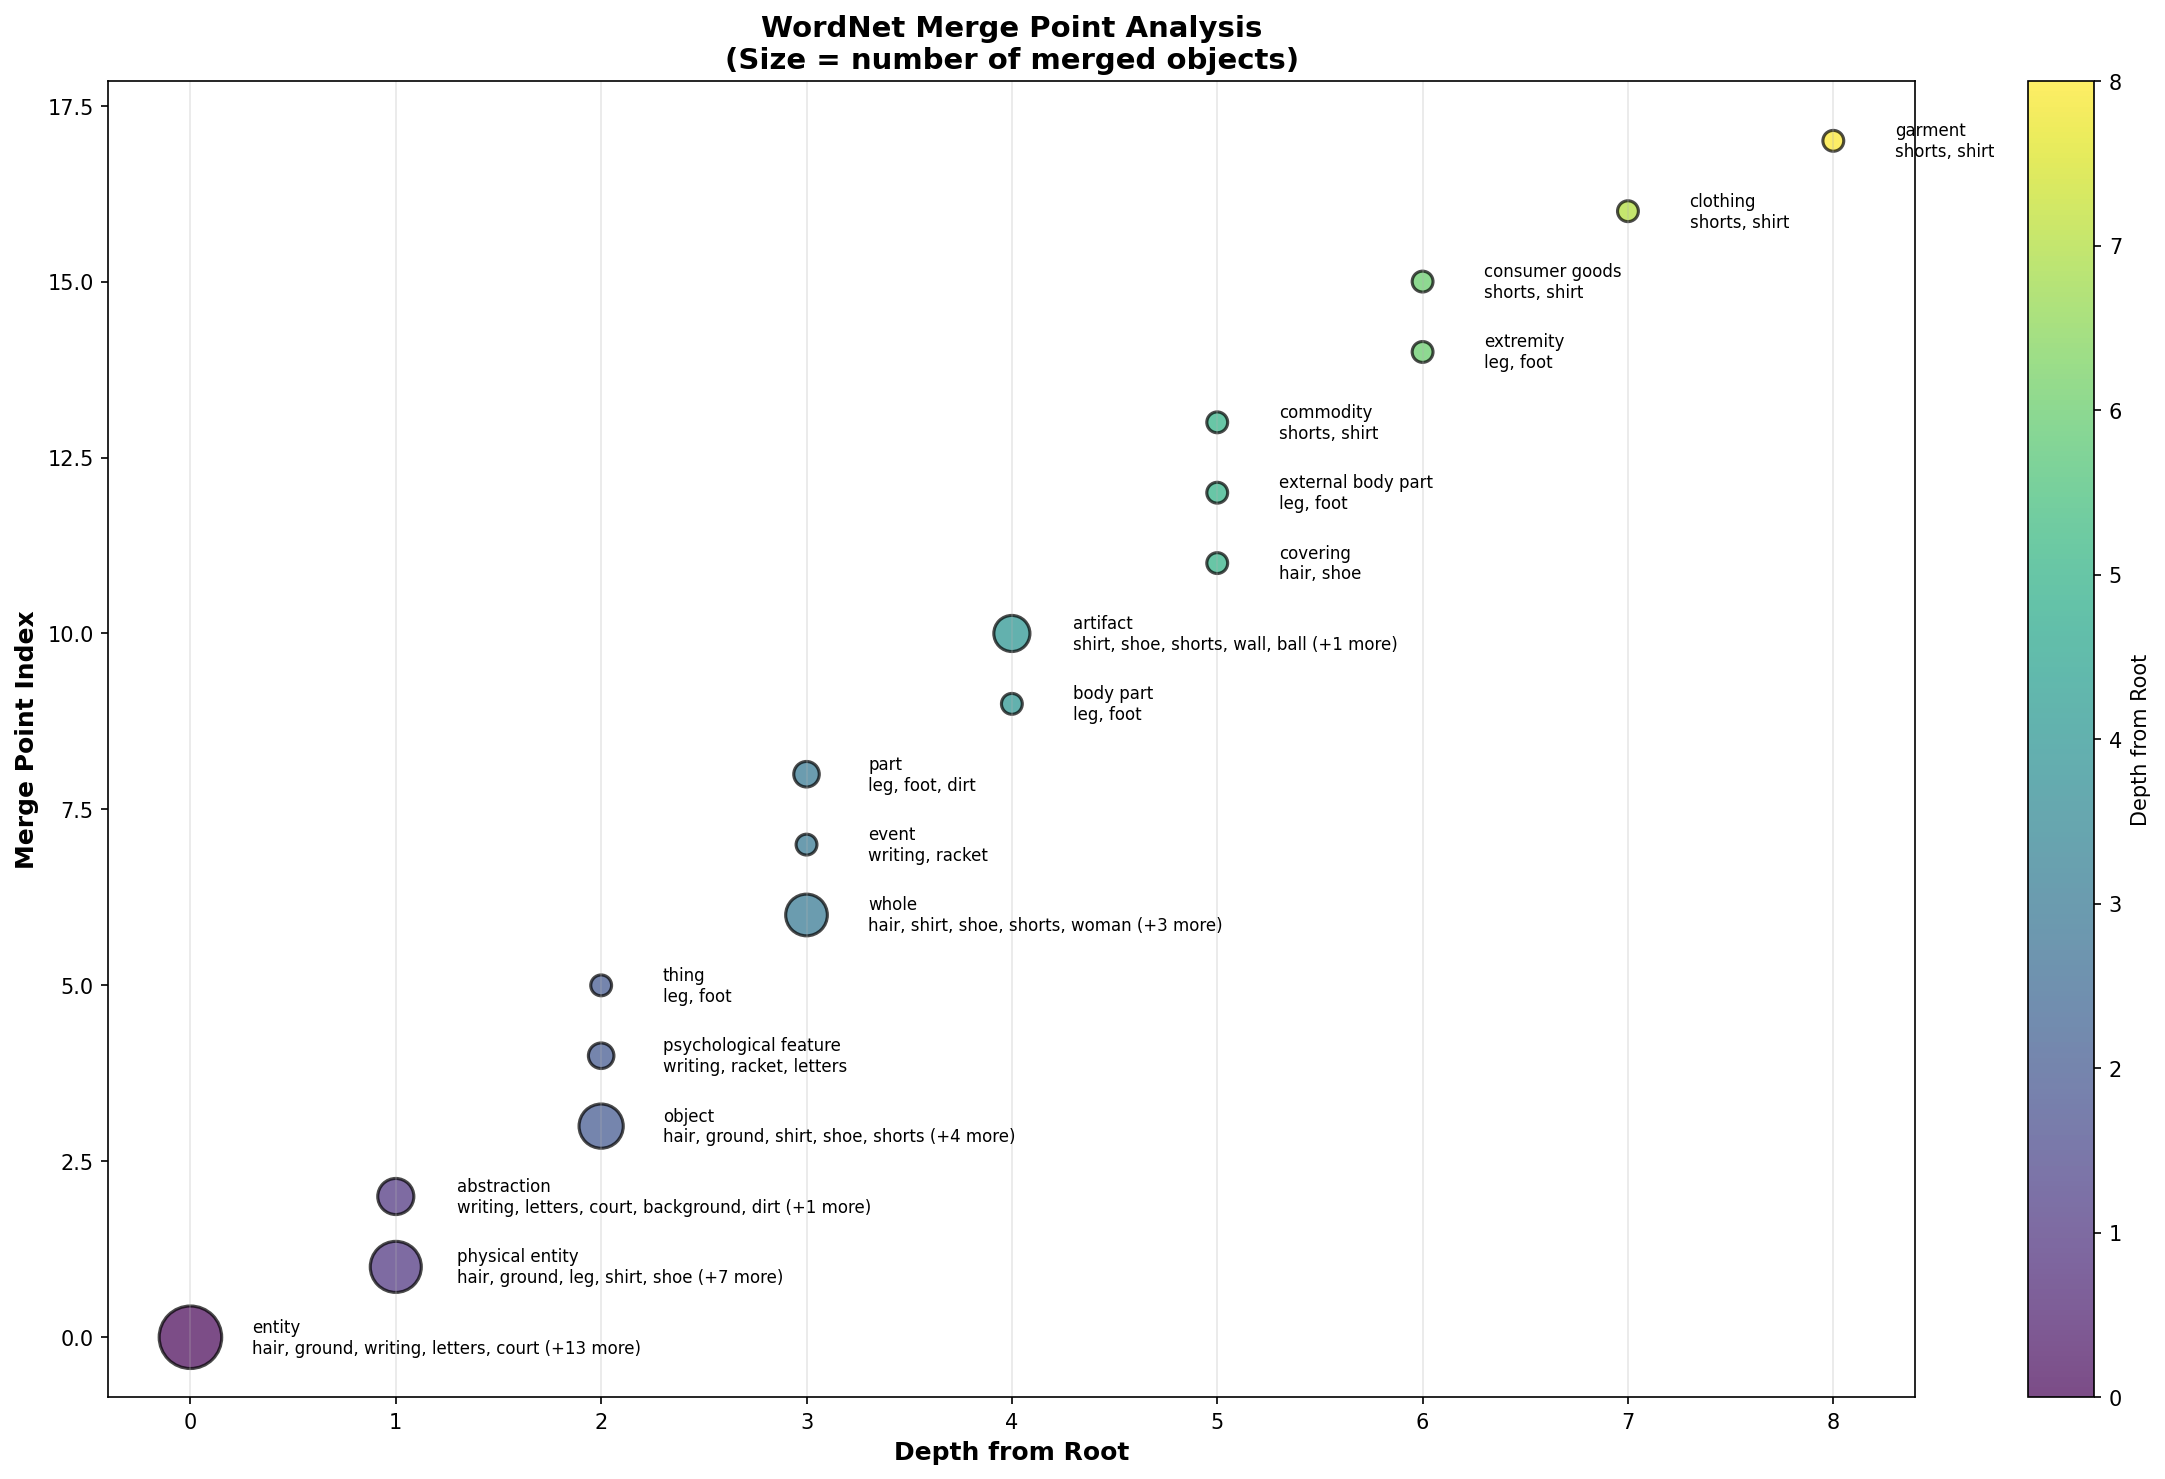 WordNet Merge Point Analysis
(Size = number of merged objects)
Merge Point Index
17.5
15.0
12.5
10.0
7.5
5.0
2.5
0.0
garment
shorts, shirt
clothing
shorts, shirt
consumer goods
shorts, shirt
extremity
leg, foot
commodity
shorts, shirt
external body part
leg, foot
covering
hair, shoe
artifact
shirt, shoe, shorts, wall, ball (+1 more)
body part
leg, foot
part
leg, foot, dirt
event
writing, racket
whole
hair, shirt, shoe, shorts, woman (+3 more)
thing
leg, foot
psychological feature
writing, racket, letters
object
hair, ground, shirt, shoe, shorts (+4 more)
abstraction
writing, letters, court, background, dirt (+1 more)
physical entity
hair, ground, leg, shirt, shoe (+7 more)
entity
hair, ground, writing, letters, court (+13 more)
0 1 2 3 4 5 6 7 8
Depth from Root
8
7
6
5
4
3
2
1
0
Depth from Root